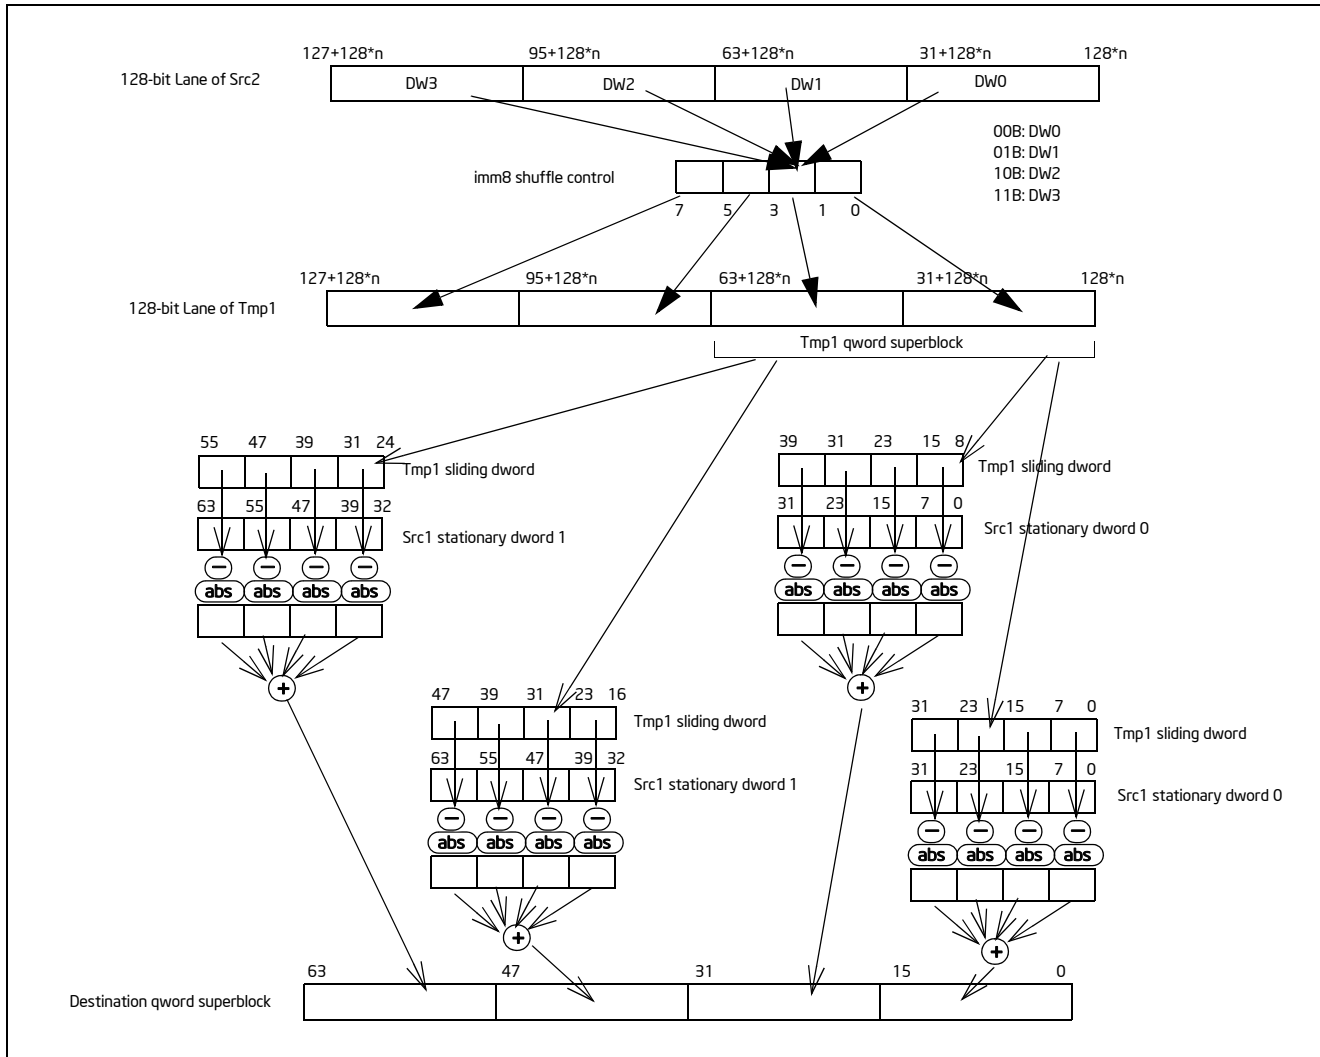 127+128*n 95+128*n 63+128*n 31+128*n 128*n
128-bit Lane of Src2
DW3 DW2 DW1 DW0
00B: DW0
01B: DW1
10B: DW2
11B: DW3
imm8 shuffle control
7 5 3 1 0
127+128*n 95+128*n 63+128*n 31+128*n 128*n
128-bit Lane of Tmp1
Tmp1 qword superblock
55 47 39 31 24
Tmp1 sliding dword
63 55 47 39 32
Src1 stationary dword 1
− − − −
abs abs abs abs
+
39 31 23 15 8
Tmp1 sliding dword
31 23 15 7 0
Src1 stationary dword 0
− − − −
abs abs abs abs
+
47 39 31 23 16
Tmp1 sliding dword
63 55 47 39 32
Src1 stationary dword 1
− − − −
abs abs abs abs
+
31 23 15 7 0
Tmp1 sliding dword
31 23 15 7 0
Src1 stationary dword 0
− − − −
abs abs abs abs
+
63 47 31 15 0
Destination qword superblock